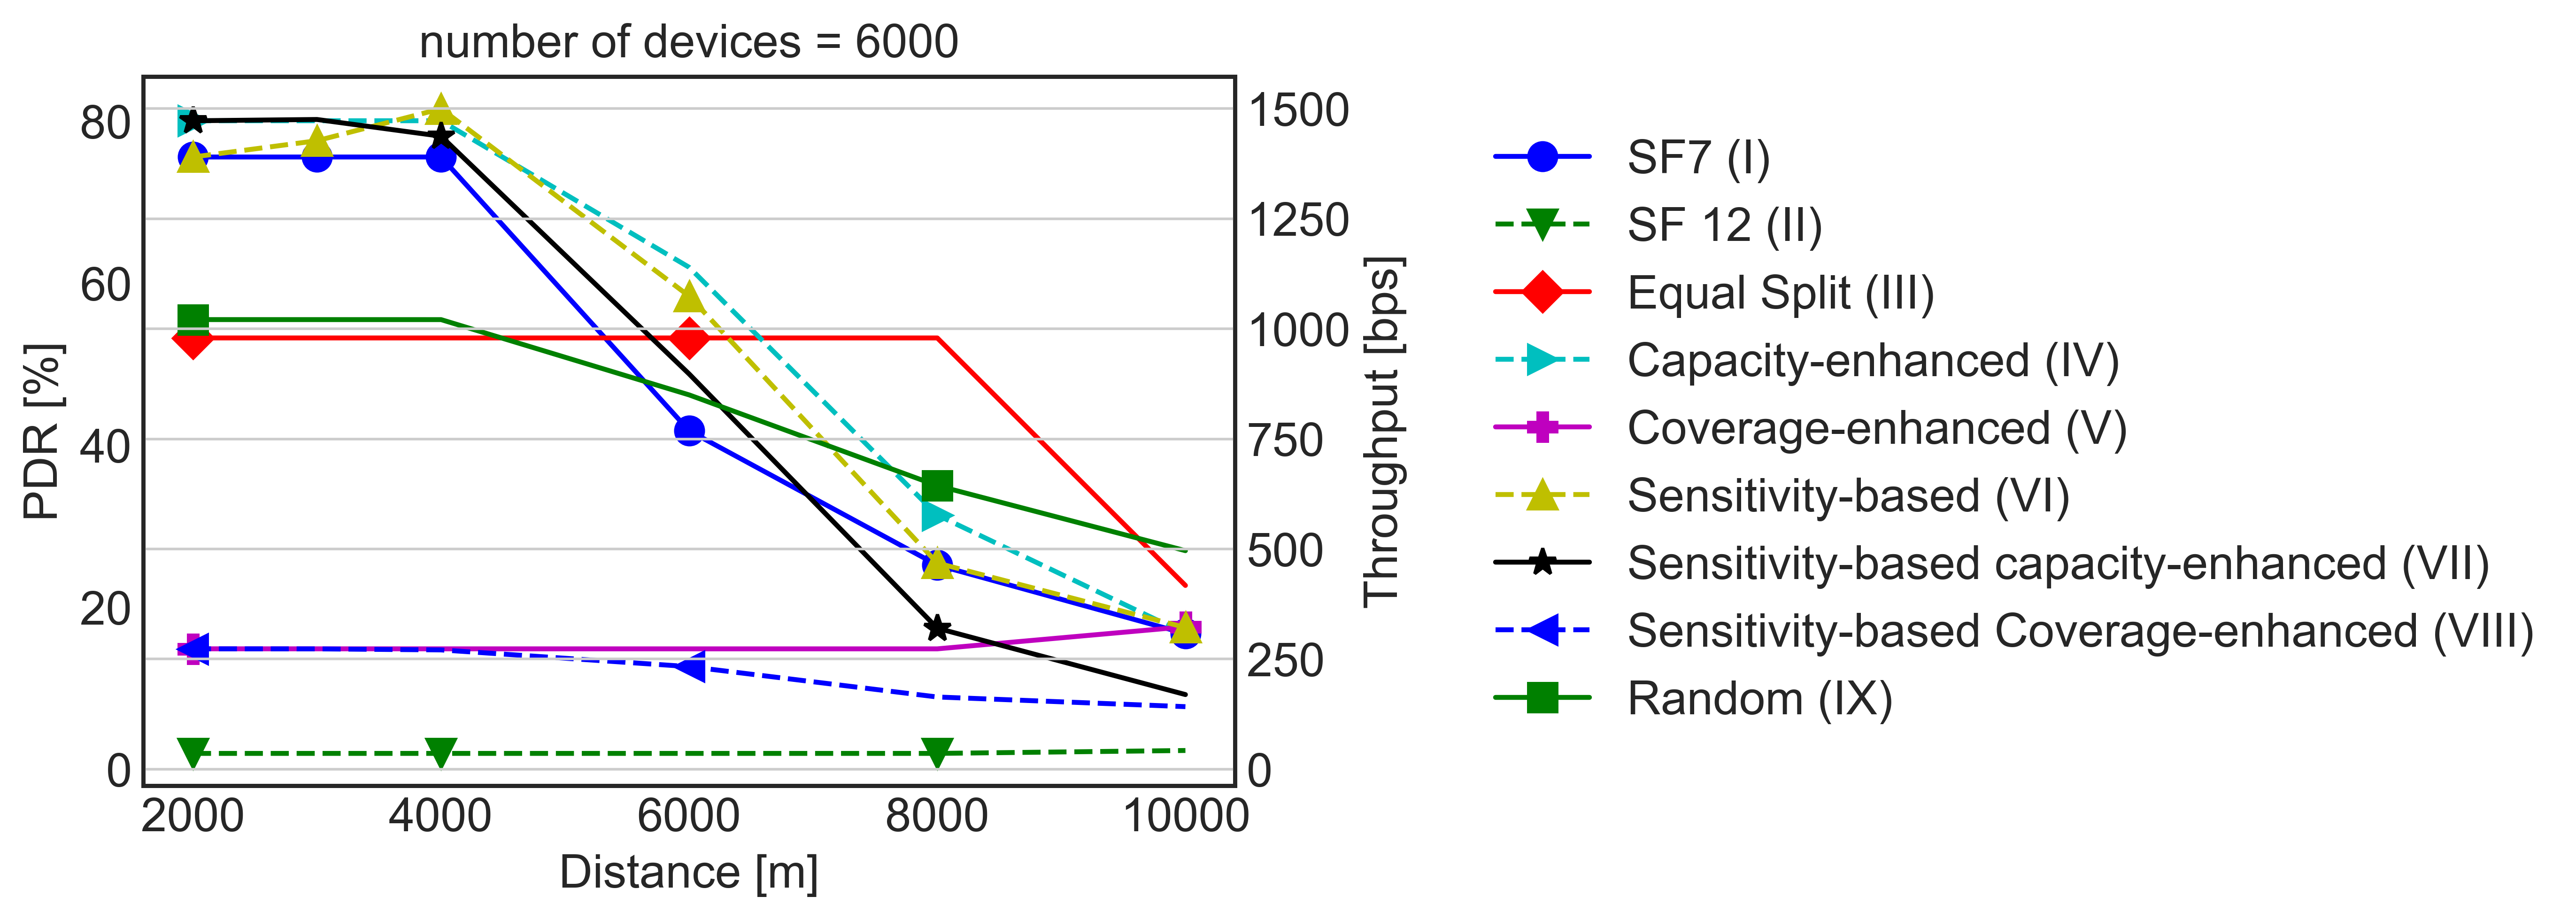 number of devices = 6000
PDR [%]
80
60
40
20
0
1500
1250
1000
750
500
250
0
Throughput [bps]
2000 4000 6000 8000 10000
Distance [m]
SF7 (I)
SF 12 (II)
Equal Split (III)
Capacity-enhanced (IV)
Coverage-enhanced (V)
Sensitivity-based (VI)
Sensitivity-based capacity-enhanced (VII)
Sensitivity-based Coverage-enhanced (VIII)
Random (IX)